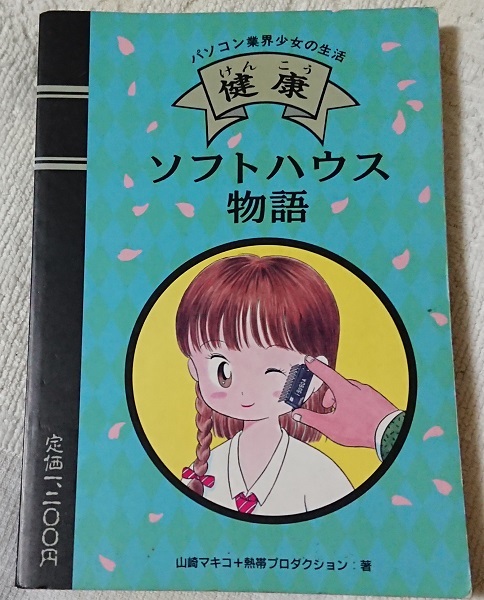 パソコン業界少女の生活
けんこう
健康
ソフトハウス
物語
定価一、二〇〇円
山崎マキコ+熱帯プロダクション:著